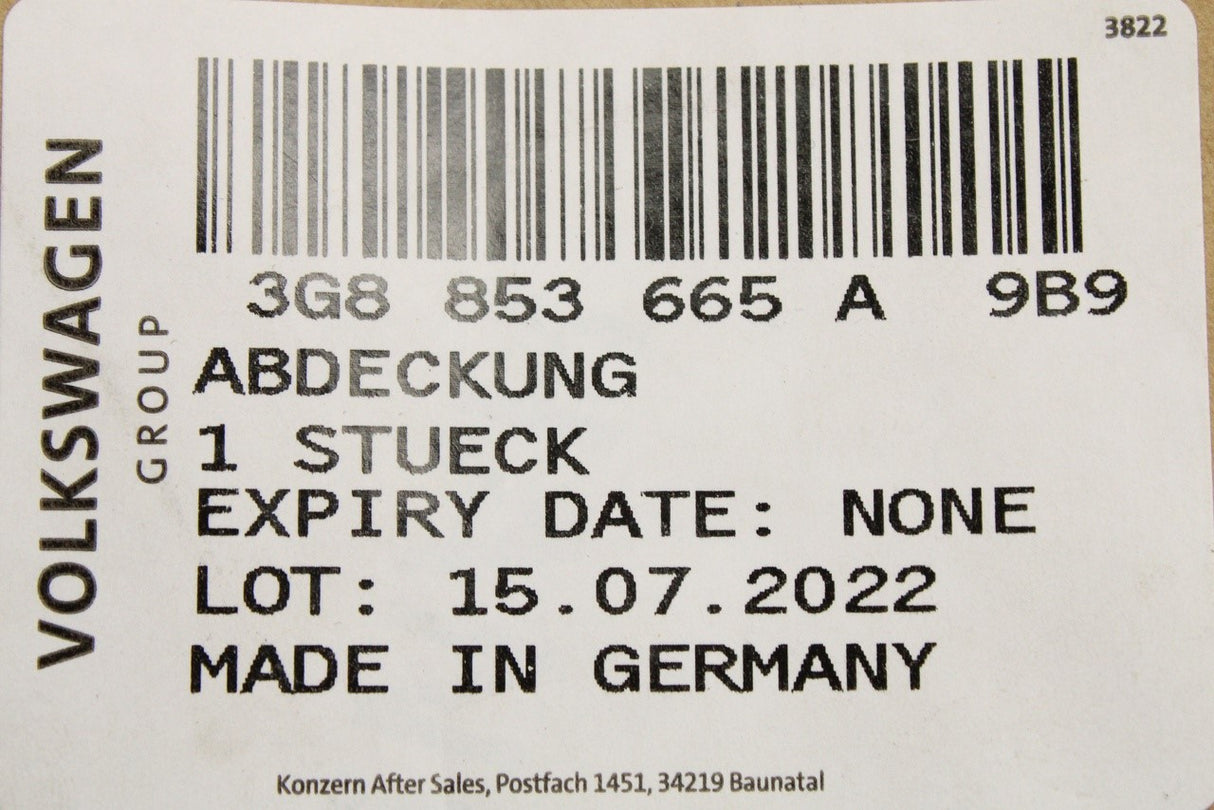 3822
VOLKSWAGEN
GROUP
3G8 853 665 A 9B9
ABDECKUNG
1 STUECK
EXPIRY DATE: NONE
LOT: 15.07.2022
MADE IN GERMANY
Konzern After Sales, Postfach 1451, 34219 Baunatal